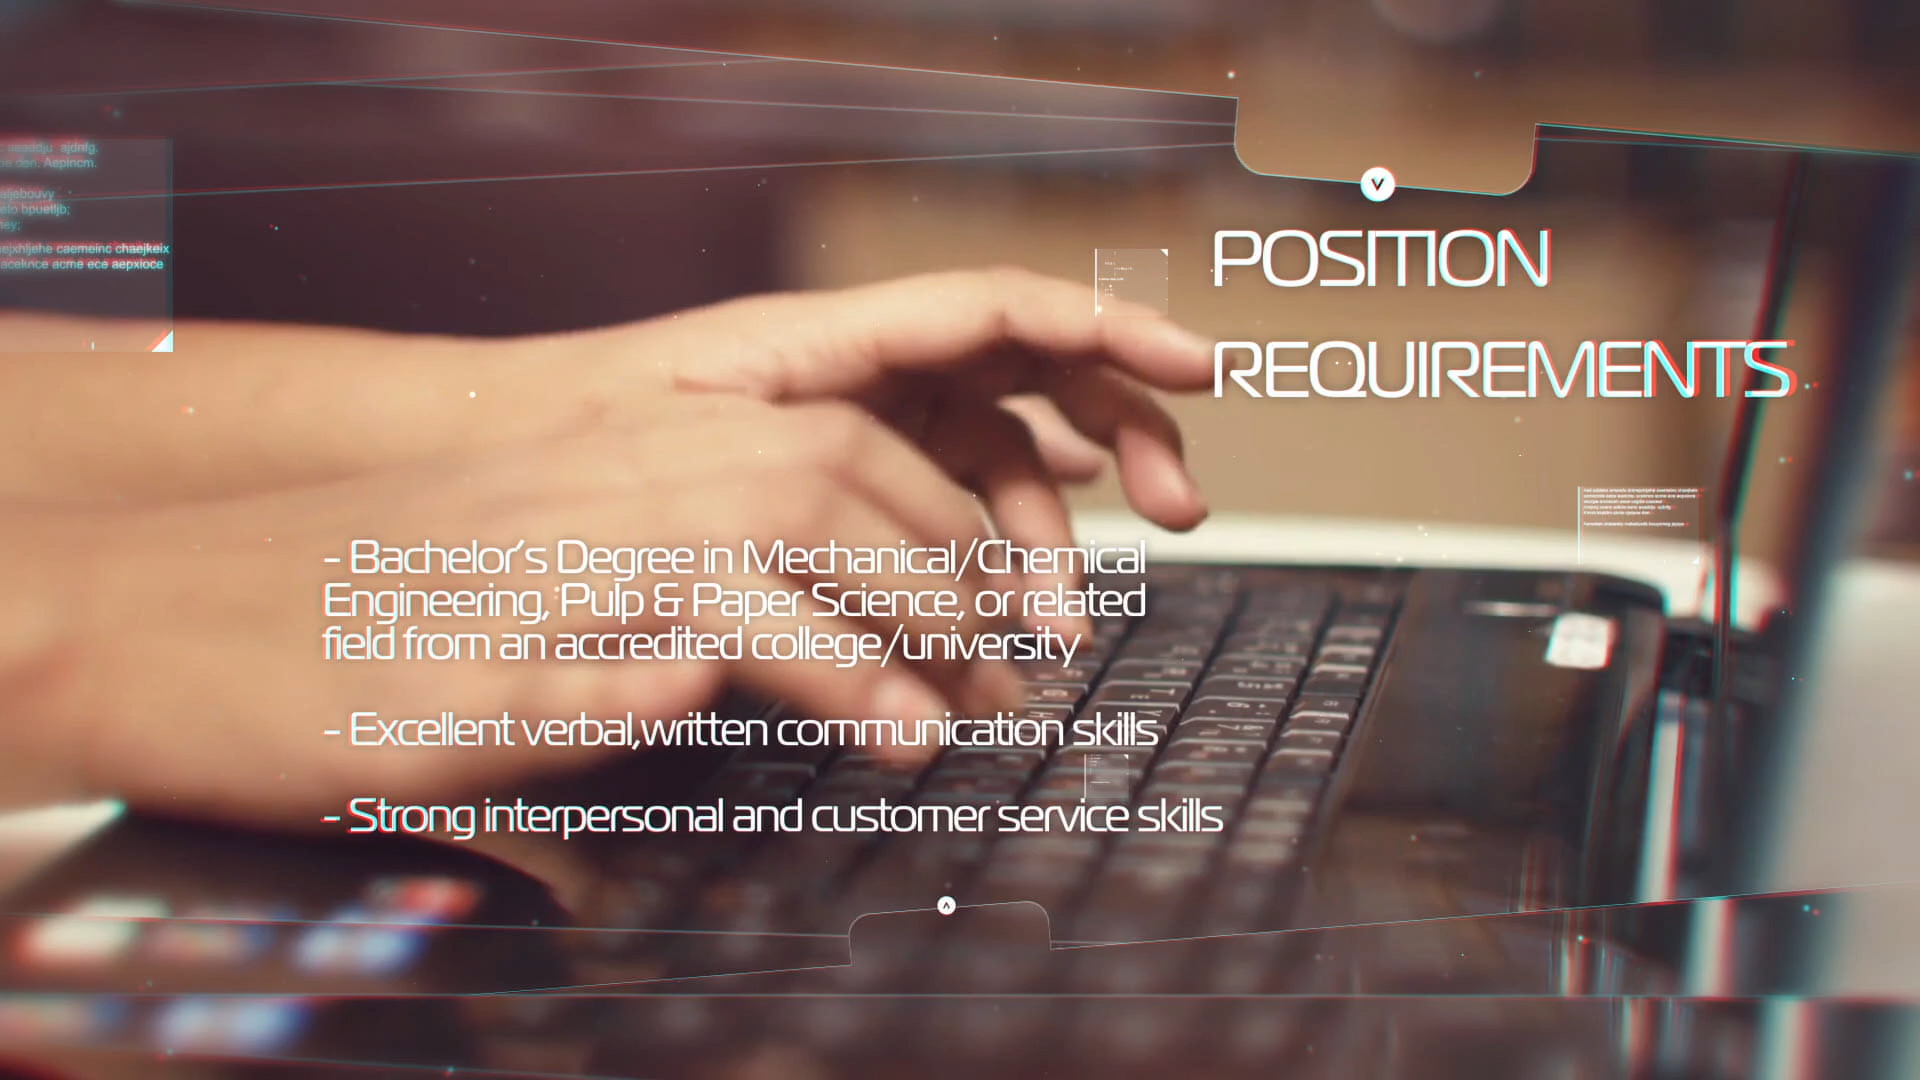 POSITION
REQUIREMENTS
- Bachelor's Degree in Mechanical/Chemical
Engineering, Pulp & Paper Science, or related
field from an accredited college/university
- Excellent verbal,written communication skills
- Strong interpersonal and customer service skills